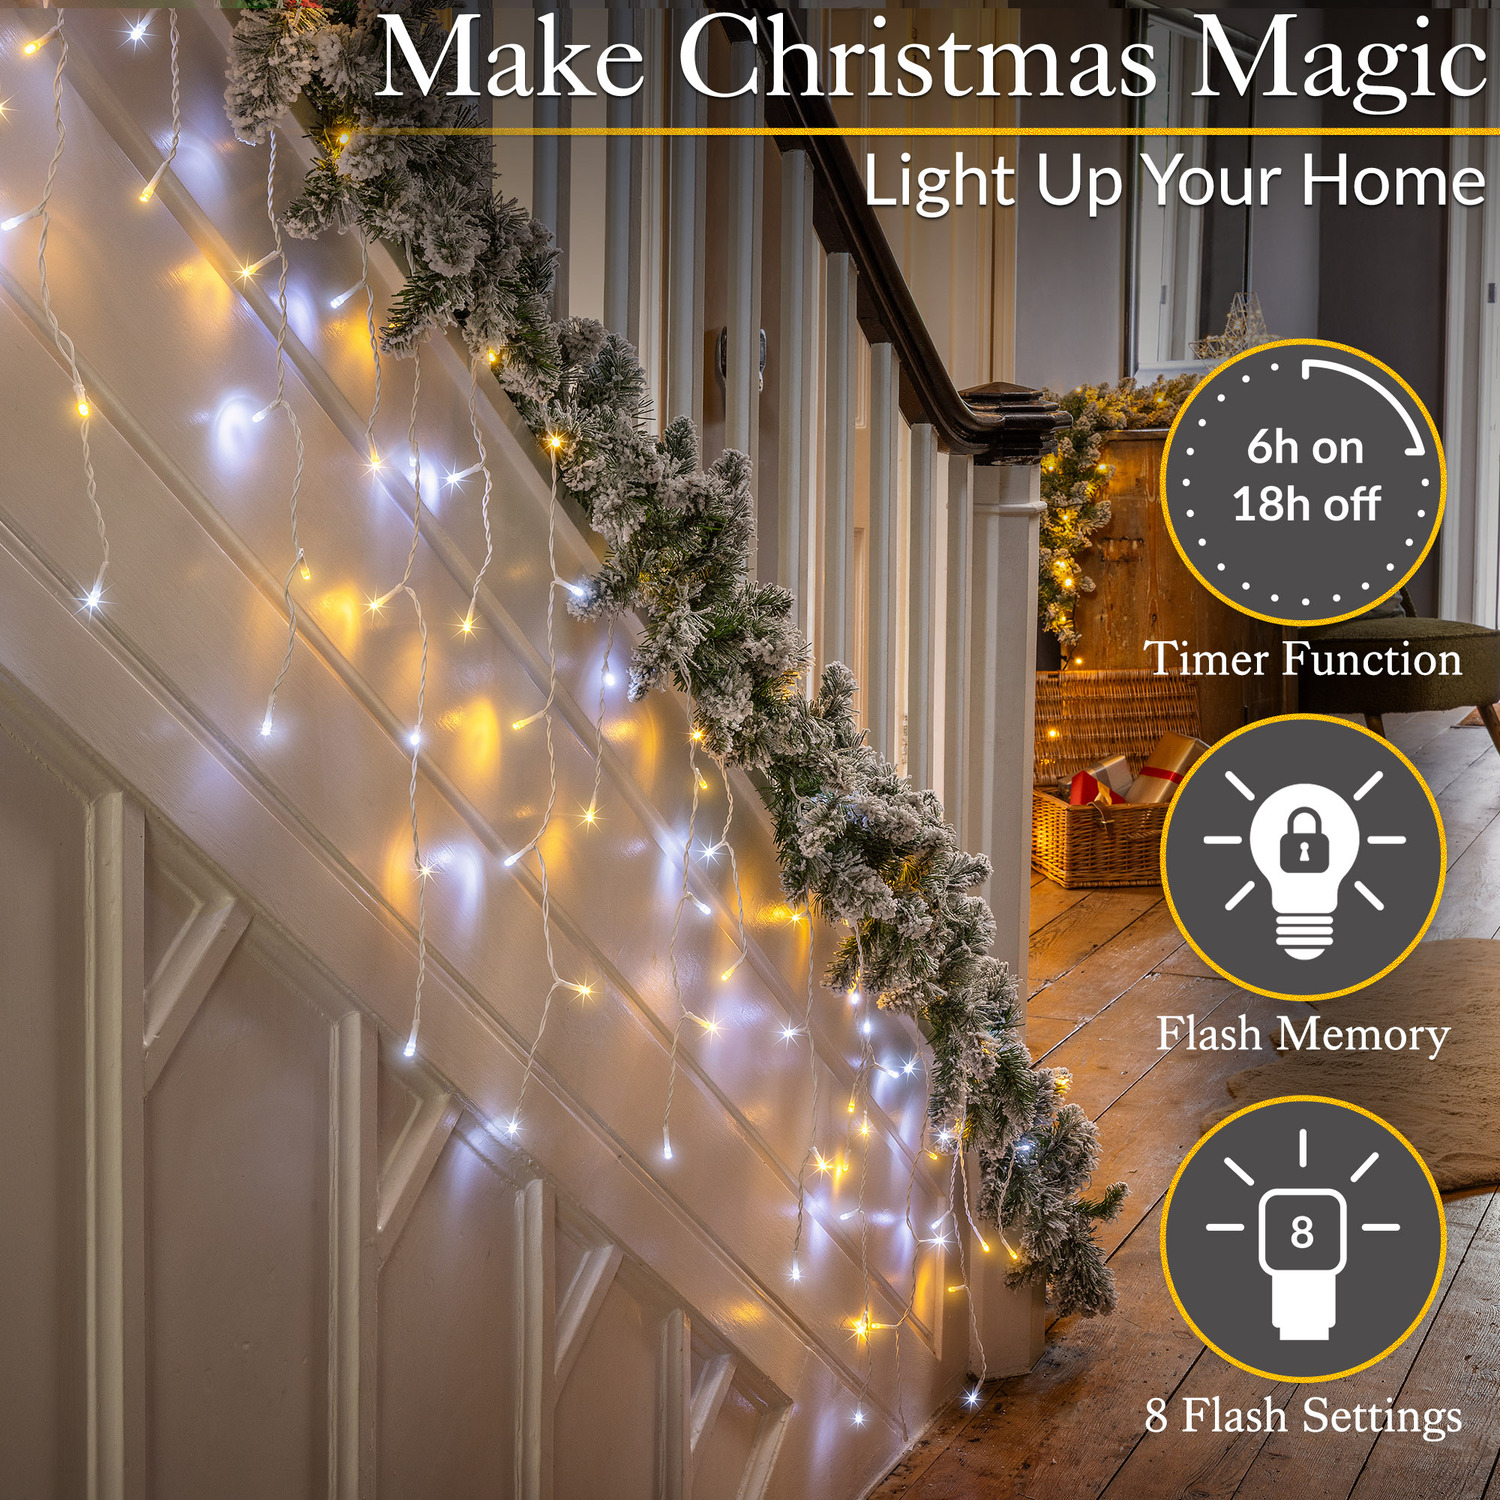 Make Christmas Magic
Light Up Your Home
6h on
18h off
Timer Function
Flash Memory
8
8 Flash Settings